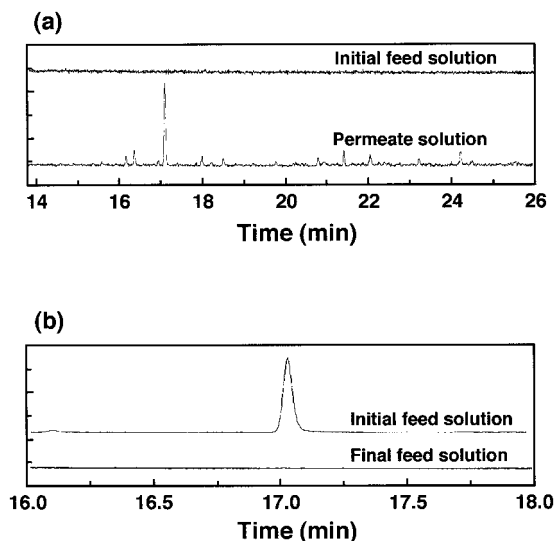 (a)
Initial feed solution
Permeate solution
14 16 18 20 22 24 26
Time (min)
(b)
Initial feed solution
Final feed solution
16.0 16.5 17.0 17.5 18.0
Time (min)